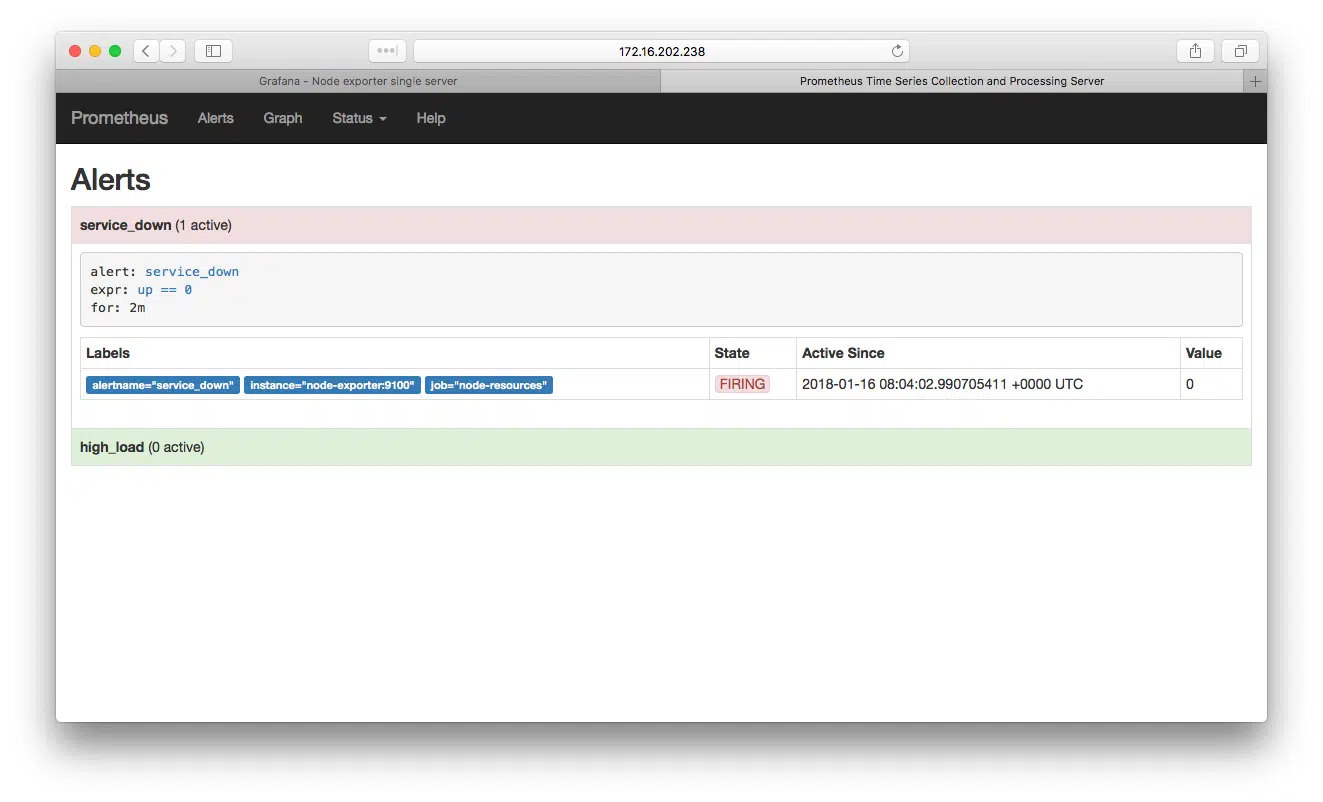 172.16.202.238
Grafana - Node exporter single server
Prometheus Time Series Collection and Processing Server
Prometheus Alerts Graph Status Help
Alerts
service_down (1 active)
alert: service_down
expr: up == 0
for: 2m
Labels State Active Since Value
alertname="service_down" instance="node-exporter:9100" job="node-resources" FIRING 2018-01-16 08:04:02.990705411 +0000 UTC 0
high_load (0 active)